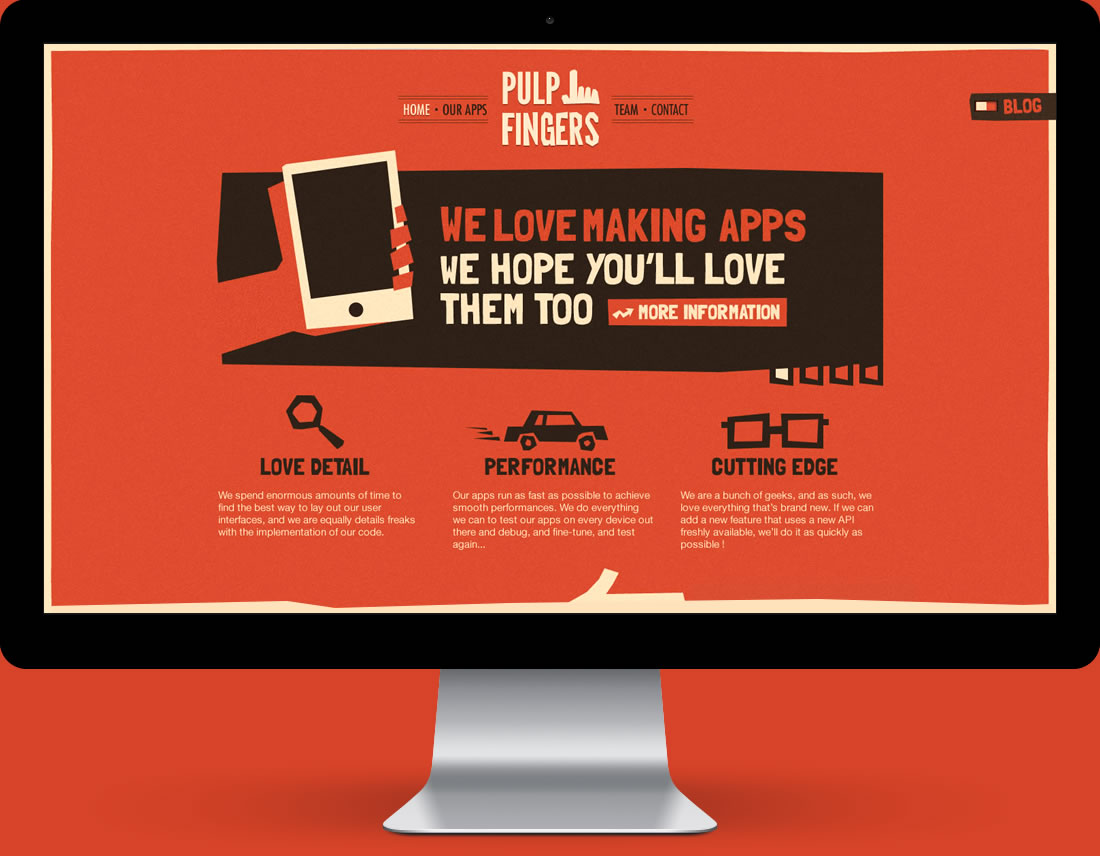 PULP
FINGERS
HOME • OUR APPS
TEAM • CONTACT
BLOG
WE LOVE MAKING APPS
WE HOPE YOU'LL LOVE
THEM TOO
MORE INFORMATION
LOVE DETAIL
We spend enormous amounts of time to
find the best way to lay out our user
interfaces, and we are equally details freaks
with the implementation of our code.
PERFORMANCE
Our apps run as fast as possible to achieve
smooth performances. We do everything
we can to test our apps on every device out
there and debug, and fine-tune, and test
again...
CUTTING EDGE
We are a bunch of geeks, and as such, we
love everything that's brand new. If we can
add a new feature that uses a new API
freshly available, we'll do it as quickly as
possible !